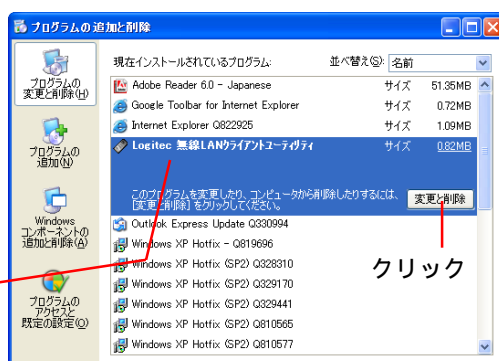 プログラムの追加と削除
現在インストールされているプログラム:
並べ替え(S):
名前
プログラムの
変更と削除(H)
プログラムの
追加(N)
Windows
コンポーネントの
追加と削除(A)
プログラムの
アクセスと
既定の設定(O)
Adobe Reader 6.0 - Japanese サイズ 51.35MB
Google Toolbar for Internet Explorer サイズ 0.72MB
Internet Explorer Q822925 サイズ 1.09MB
Logitec 無線LANクライアントユーティリティ サイズ 0.82MB
このプログラムを変更したり、コンピュータから削除したりするには、
[変更と削除] をクリックしてください。
変更と削除
Outlook Express Update Q330994
Windows XP Hotfix - Q819696
Windows XP Hotfix (SP2) Q328310
Windows XP Hotfix (SP2) Q329170
Windows XP Hotfix (SP2) Q329441
Windows XP Hotfix (SP2) Q810565
Windows XP Hotfix (SP2) Q810577
クリック